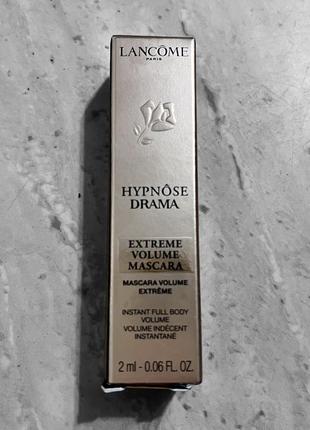 LANCÔME
PARIS
HYPNÔSE
DRAMA
EXTREME
VOLUME
MASCARA
MASCARA VOLUME
EXTRÊME
INSTANT FULL BODY
VOLUME
VOLUME INDÉCENT
INSTANTANÉ
2 ml - 0.06 FL. OZ.